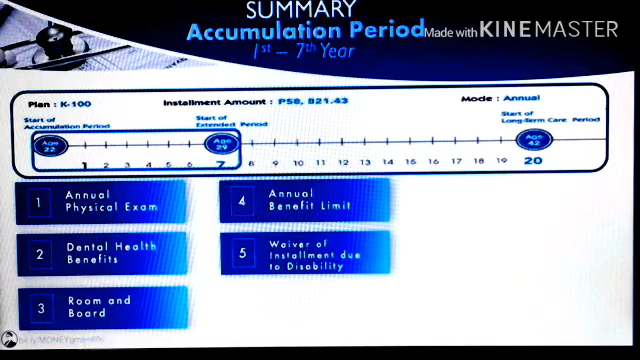 SUMMARY
Accumulation Period
Made with KINEMASTER
1st – 7th Year
Plan : K-100
Installment Amount : P58, 821.43
Mode : Annual
Start of
Accumulation Period
Start of
Extended Period
Start of
Long-Term Care Period
Age
22
Age
29
Age
42
1 2 3 4 5 6 7 8 9 10 11 12 13 14 15 16 17 18 19 20
1 Annual
Physical Exam
4 Annual
Benefit Limit
2 Dental Health
Benefits
5 Waiver of
Installment due
to Disability
3 Room and
Board